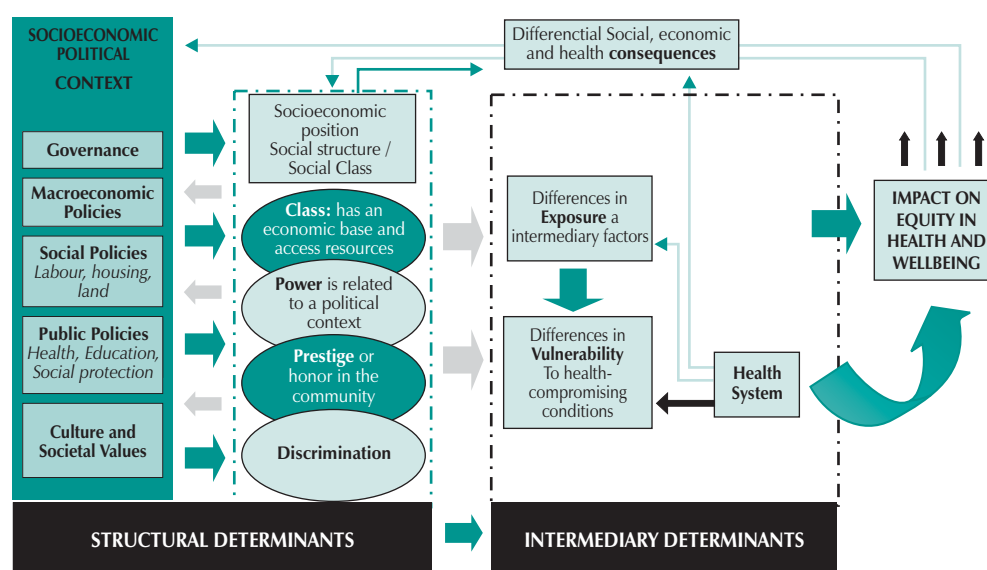 SOCIOECONOMIC
POLITICAL
CONTEXT
Governance
Macroeconomic
Policies
Social Policies
Labour, housing,
land
Public Policies
Health, Education,
Social protection
Culture and
Societal Values
Socioeconomic
position
Social structure /
Social Class
Class: has an
economic base and
access resources
Power is related
to a political
context
Prestige or
honor in the
community
Discrimination
Differenctial Social, economic
and health consequences
Differences in
Exposure a
intermediary factors
Differences in
Vulnerability
To health-
compromising
conditions
Health
System
IMPACT ON
EQUITY IN
HEALTH AND
WELLBEING
STRUCTURAL DETERMINANTS
INTERMEDIARY DETERMINANTS